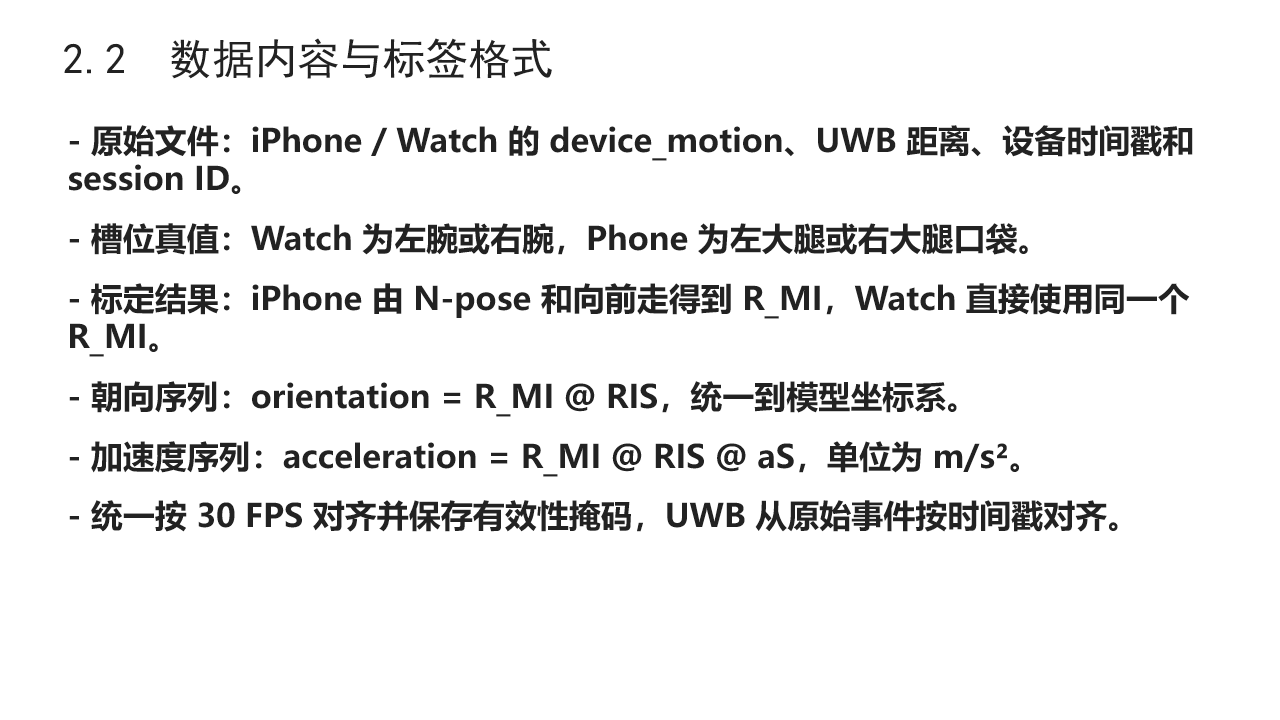 2.2 数据内容与标签格式
- 原始文件：iPhone / Watch 的 device_motion、UWB 距离、设备时间戳和
session ID。
- 槽位真值：Watch 为左腕或右腕，Phone 为左大腿或右大腿口袋。
- 标定结果：iPhone 由 N-pose 和向前走得到 R_MI，Watch 直接使用同一个
R_MI。
- 朝向序列：orientation = R_MI @ RIS，统一到模型坐标系。
- 加速度序列：acceleration = R_MI @ RIS @ aS，单位为 m/s²。
- 统一按 30 FPS 对齐并保存有效性掩码，UWB 从原始事件按时间戳对齐。